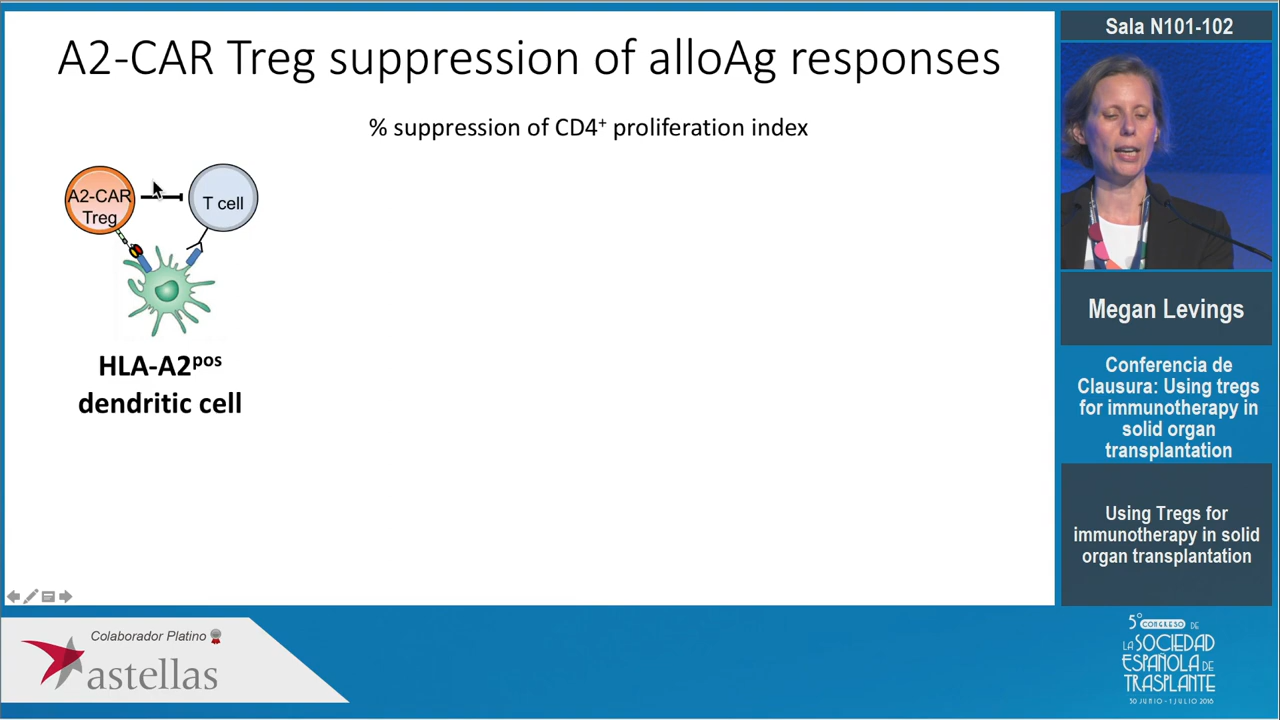 A2-CAR Treg suppression of alloAg responses
% suppression of CD4⁺ proliferation index
A2-CAR
Treg
T cell
HLA-A2ᵖᵒˢ
dendritic cell
Sala N101-102
Megan Levings
Conferencia de
Clausura: Using tregs
for immunotherapy in
solid organ
transplantation
Using Tregs for
immunotherapy in solid
organ transplantation
Colaborador Platino
astellas
5º CONGRESO DE
LA SOCIEDAD
ESPAÑOLA DE
TRASPLANTE
30 JUNIO - 1 JULIO 2018